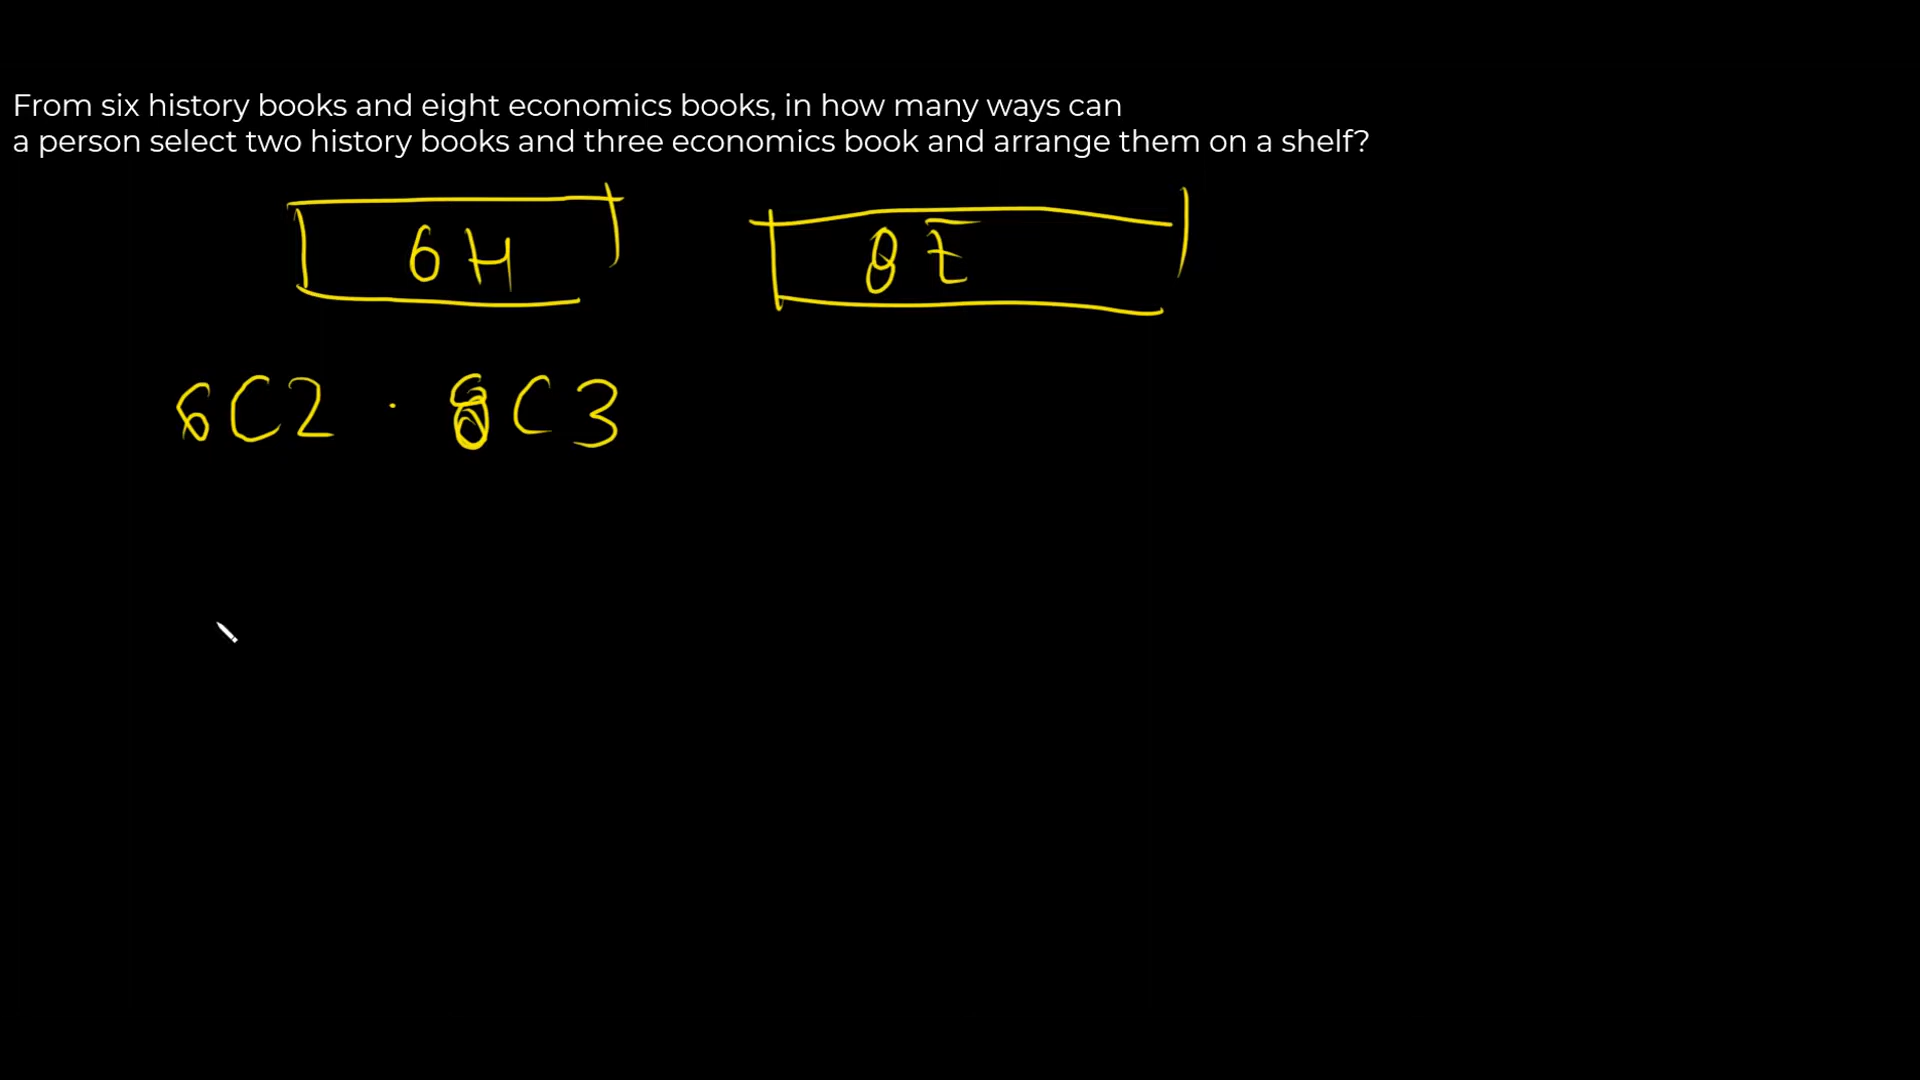 From six history books and eight economics books, in how many ways can
a person select two history books and three economics book and arrange them on a shelf?
6H 8E
6C2 · 8C3